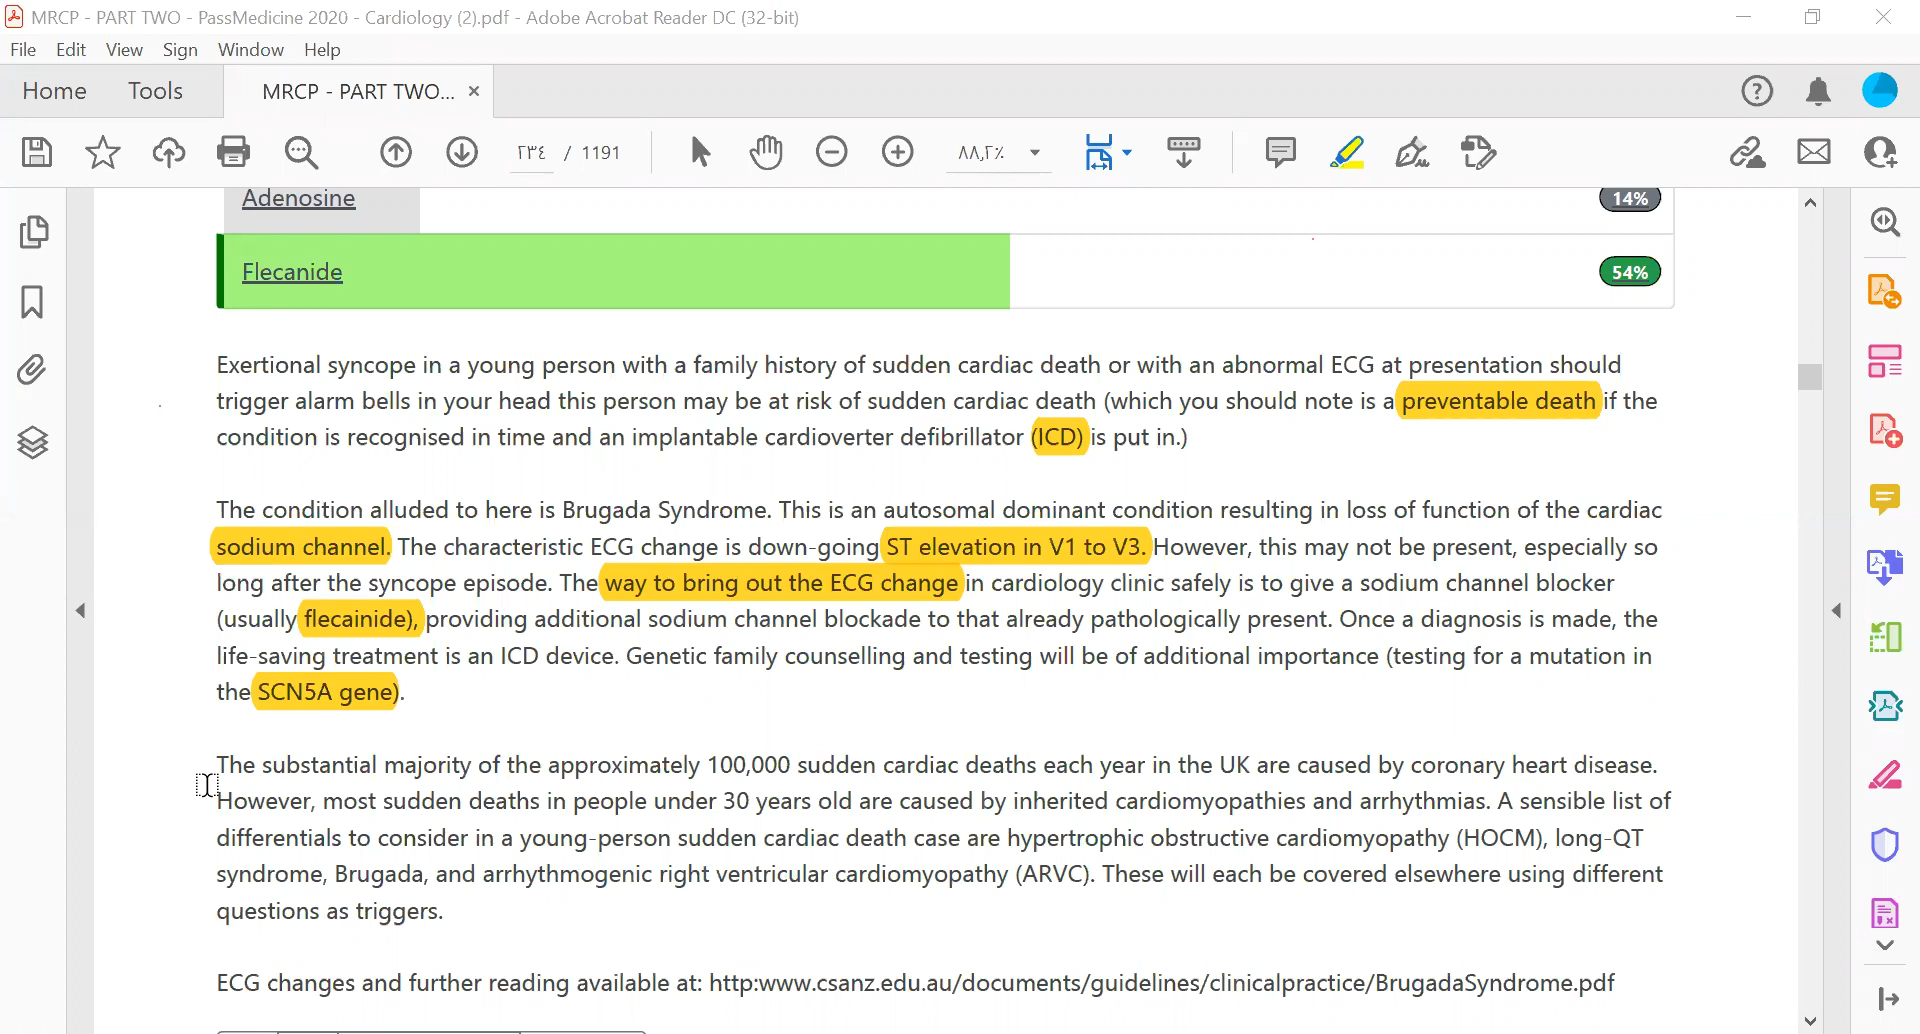 MRCP - PART TWO - PassMedicine 2020 - Cardiology (2).pdf - Adobe Acrobat Reader DC (32-bit)
File Edit View Sign Window Help
Home Tools MRCP - PART TWO... ×
٢٣٤ / 1191 ٨٨,٢٪
Adenosine 14%
Flecanide 54%
Exertional syncope in a young person with a family history of sudden cardiac death or with an abnormal ECG at presentation should
trigger alarm bells in your head this person may be at risk of sudden cardiac death (which you should note is a preventable death if the
condition is recognised in time and an implantable cardioverter defibrillator (ICD) is put in.)
The condition alluded to here is Brugada Syndrome. This is an autosomal dominant condition resulting in loss of function of the cardiac
sodium channel. The characteristic ECG change is down-going ST elevation in V1 to V3. However, this may not be present, especially so
long after the syncope episode. The way to bring out the ECG change in cardiology clinic safely is to give a sodium channel blocker
(usually flecainide), providing additional sodium channel blockade to that already pathologically present. Once a diagnosis is made, the
life-saving treatment is an ICD device. Genetic family counselling and testing will be of additional importance (testing for a mutation in
the SCN5A gene).
The substantial majority of the approximately 100,000 sudden cardiac deaths each year in the UK are caused by coronary heart disease.
However, most sudden deaths in people under 30 years old are caused by inherited cardiomyopathies and arrhythmias. A sensible list of
differentials to consider in a young-person sudden cardiac death case are hypertrophic obstructive cardiomyopathy (HOCM), long-QT
syndrome, Brugada, and arrhythmogenic right ventricular cardiomyopathy (ARVC). These will each be covered elsewhere using different
questions as triggers.
ECG changes and further reading available at: http:www.csanz.edu.au/documents/guidelines/clinicalpractice/BrugadaSyndrome.pdf